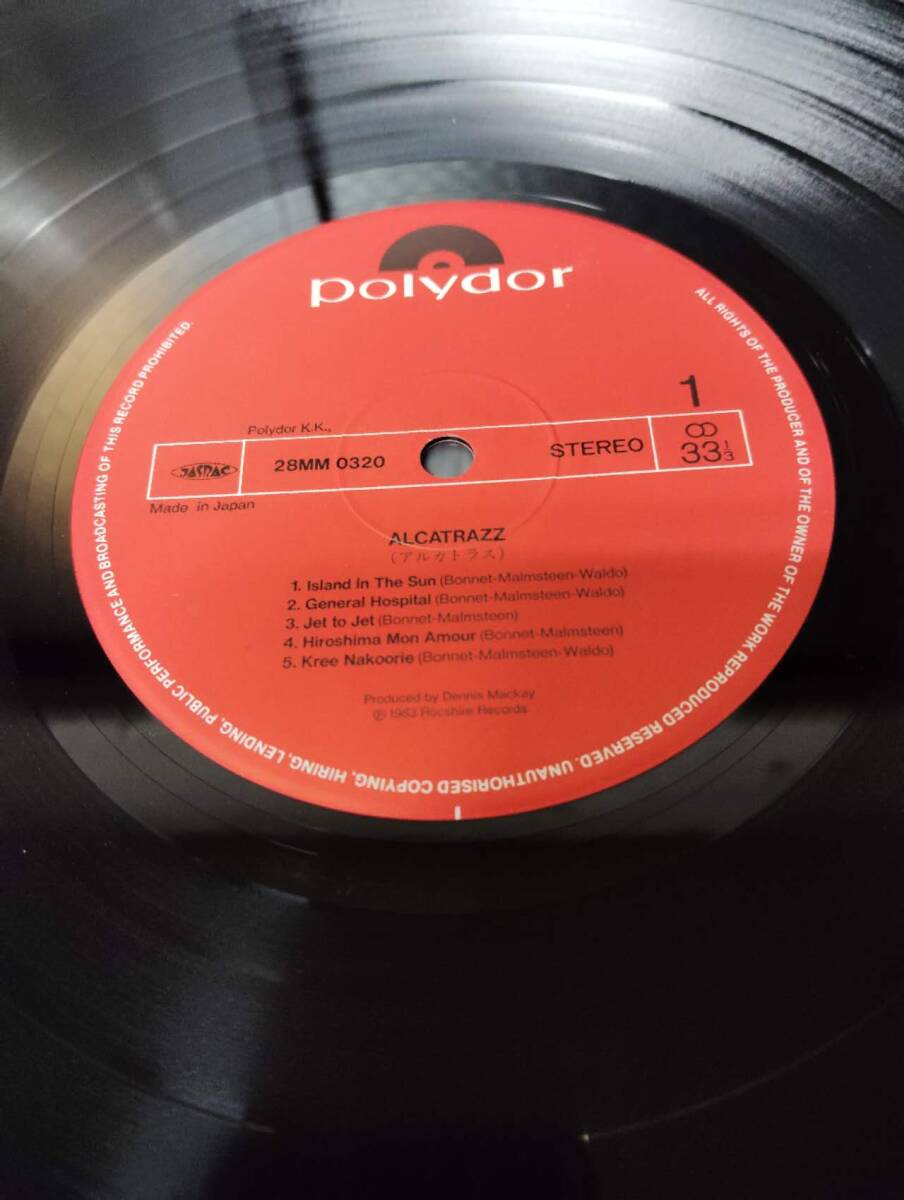 polydor
1
Polydor K.K.,
JASRAC
28MM 0320
STEREO
33 1/3
Made in Japan
ALCATRAZZ
(アルカトラス)
1. Island in The Sun (Bonnet-Malmsteen-Waldo)
2. General Hospital (Bonnet-Malmsteen-Waldo)
3. Jet to Jet (Bonnet-Malmsteen)
4. Hiroshima Mon Amour (Bonnet-Malmsteen)
5. Kree Nakoorie (Bonnet-Malmsteen-Waldo)
Produced by Dennis Mackay
℗ 1983 Rocshire Records
ALL RIGHTS OF THE PRODUCER AND OF THE OWNER OF THE WORK REPRODUCED RESERVED. UNAUTHORISED COPYING, HIRING, LENDING, PUBLIC PERFORMANCE AND BROADCASTING OF THIS RECORD PROHIBITED.